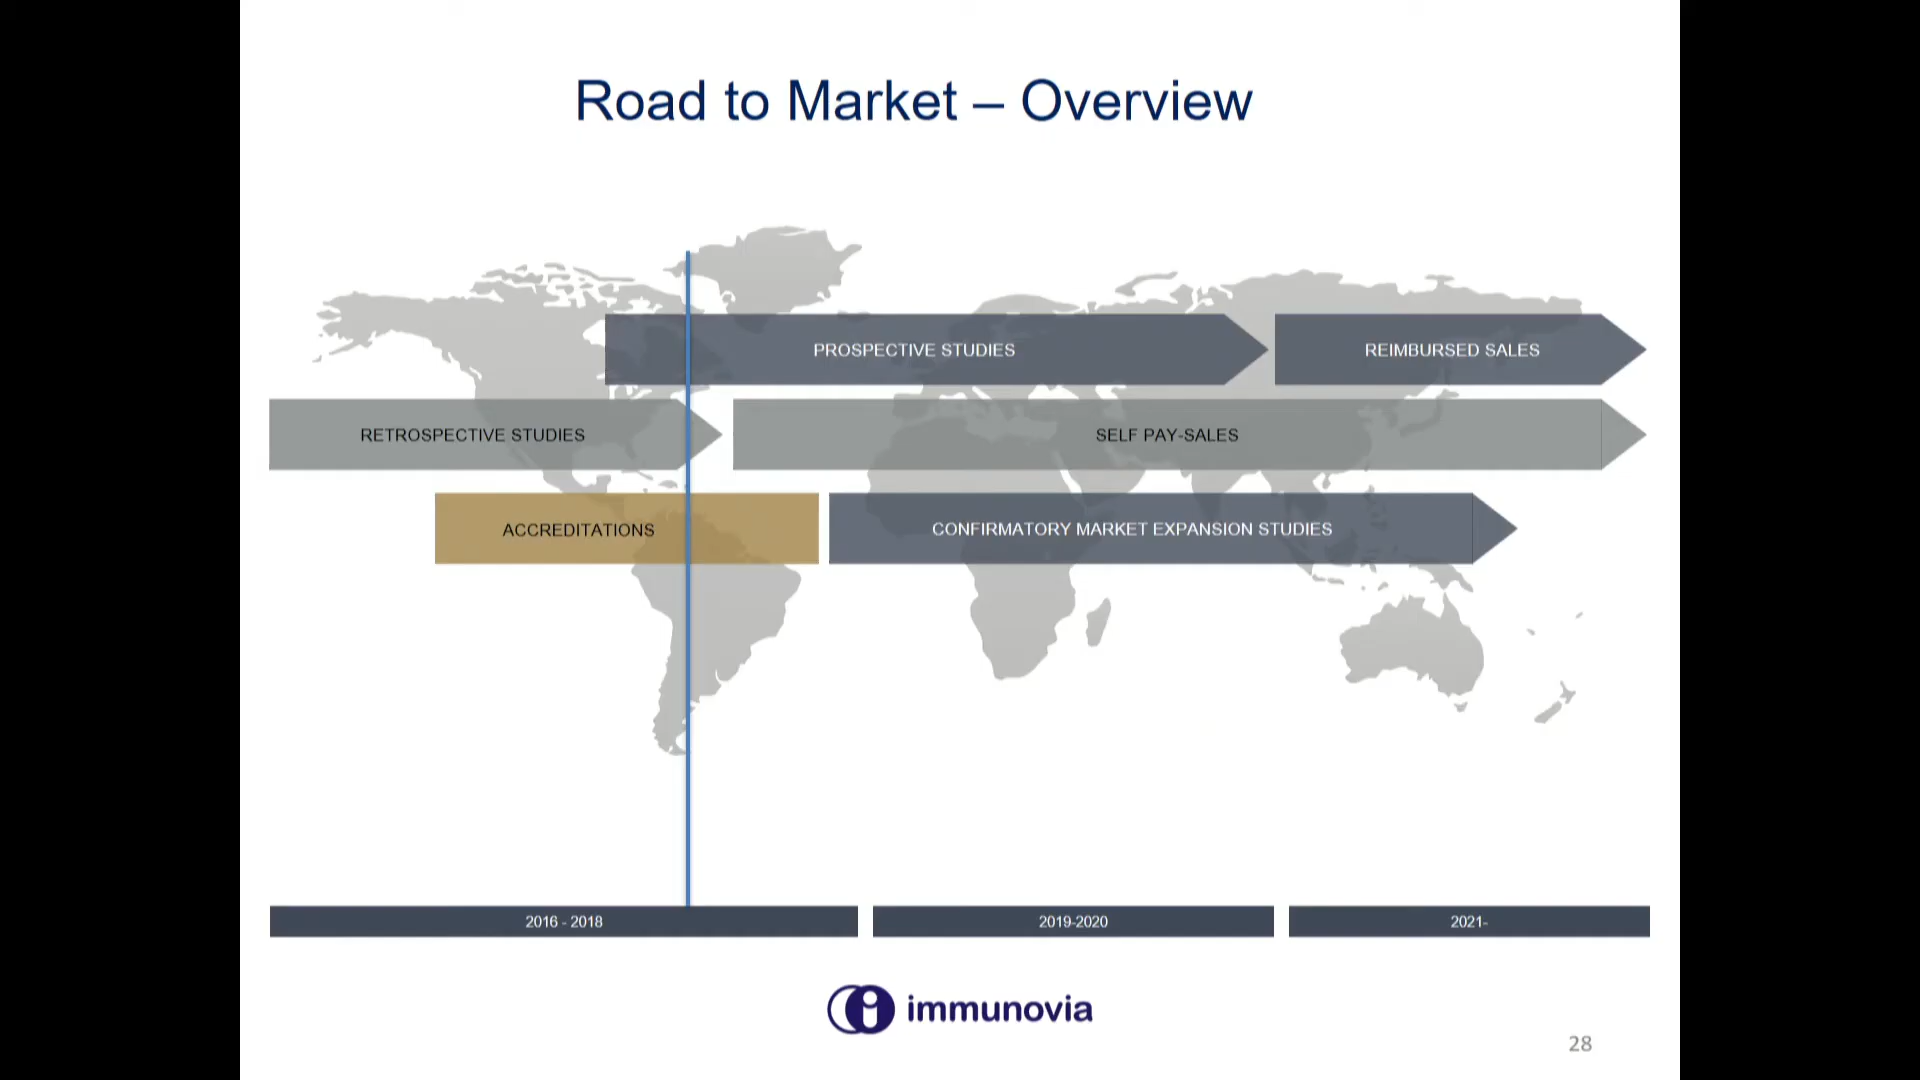 Road to Market – Overview
PROSPECTIVE STUDIES
REIMBURSED SALES
RETROSPECTIVE STUDIES
SELF PAY-SALES
ACCREDITATIONS
CONFIRMATORY MARKET EXPANSION STUDIES
2016 - 2018
2019-2020
2021-
immunovia
28